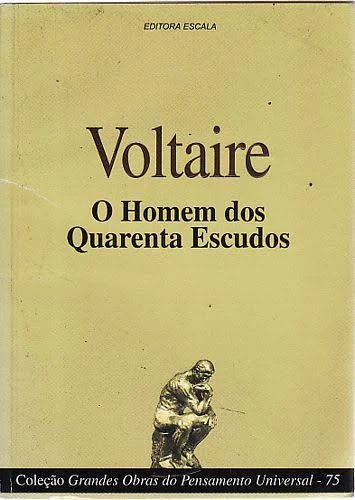 EDITORA ESCALA
Voltaire
O Homem dos
Quarenta Escudos
Coleção Grandes Obras do Pensamento Universal - 75